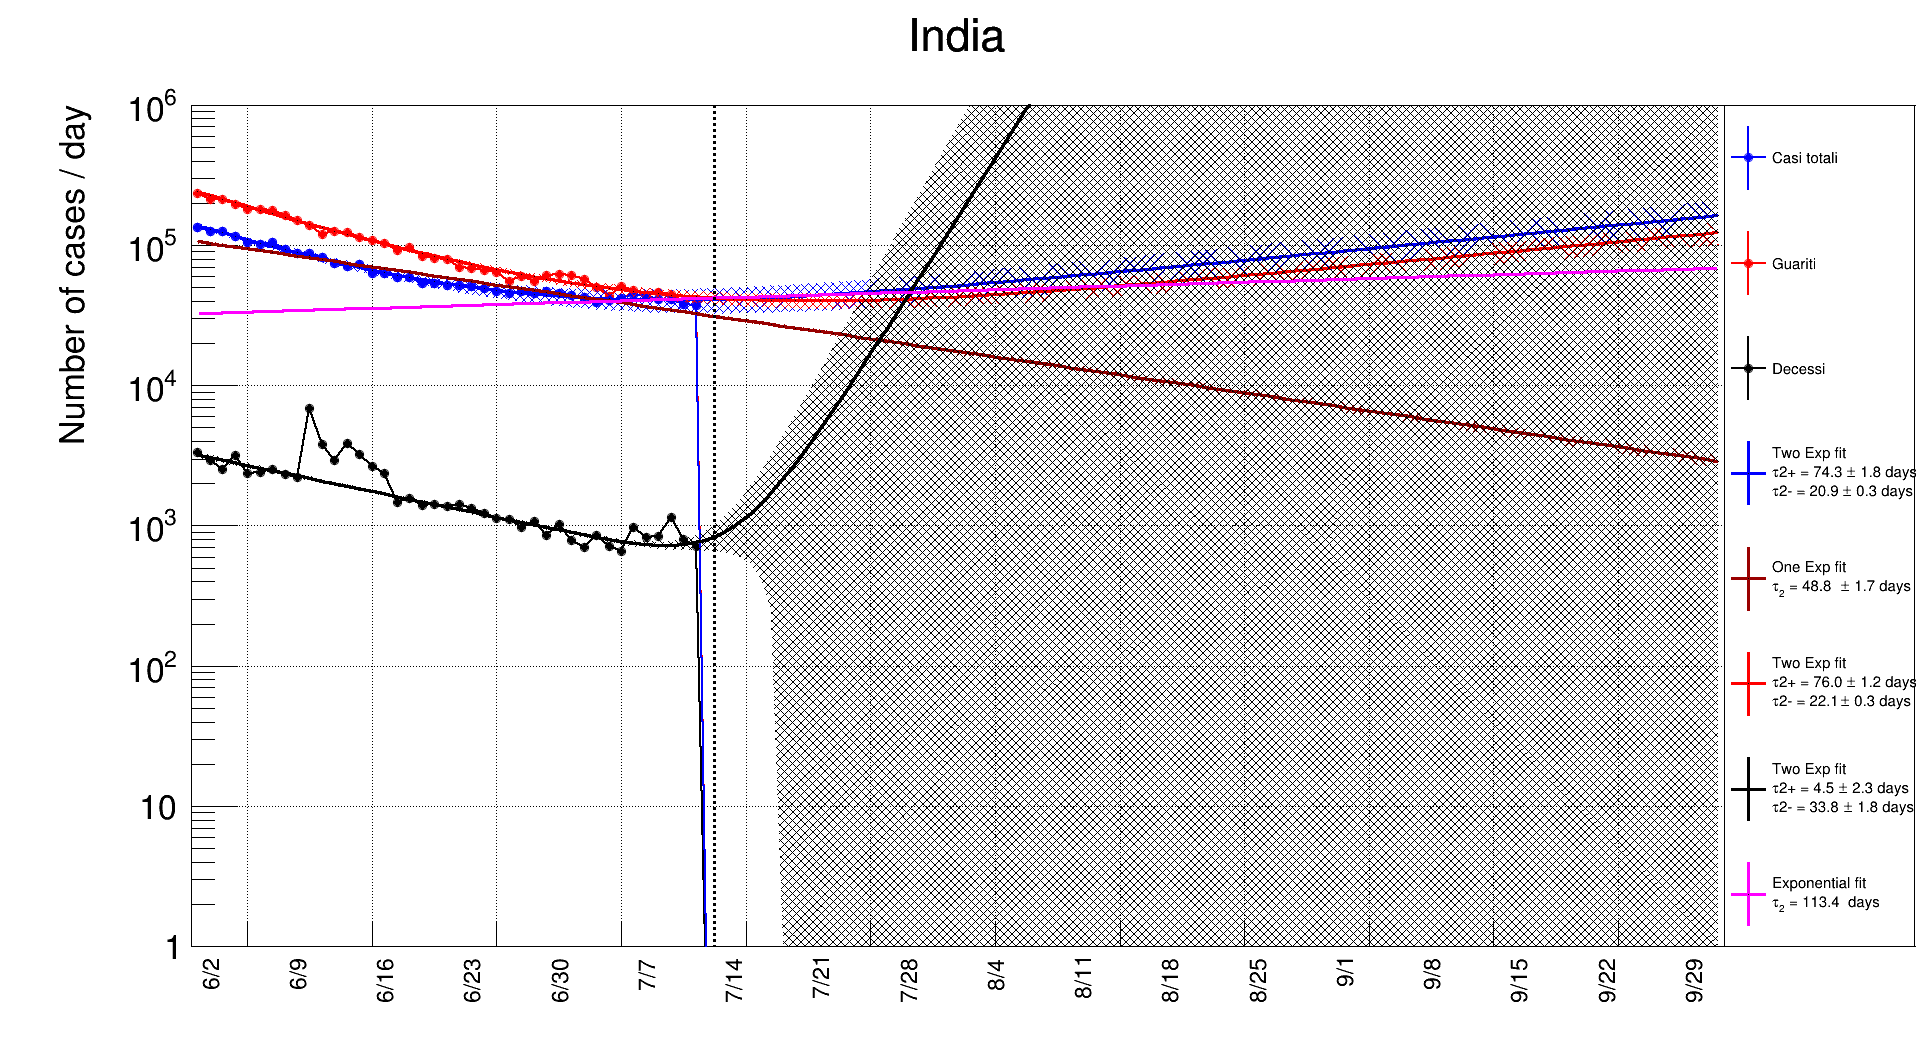 India
Number of cases / day
10^6
10^5
10^4
10^3
10^2
10
1
6/2
6/9
6/16
6/23
6/30
7/7
7/14
7/21
7/28
8/4
8/11
8/18
8/25
9/1
9/8
9/15
9/22
9/29
Casi totali
Guariti
Decessi
Two Exp fit
τ2+ = 74.3 ± 1.8 days
τ2- = 20.9 ± 0.3 days
One Exp fit
τ₂ = 48.8 ± 1.7 days
Two Exp fit
τ2+ = 76.0 ± 1.2 days
τ2- = 22.1 ± 0.3 days
Two Exp fit
τ2+ = 4.5 ± 2.3 days
τ2- = 33.8 ± 1.8 days
Exponential fit
τ₂ = 113.4 days